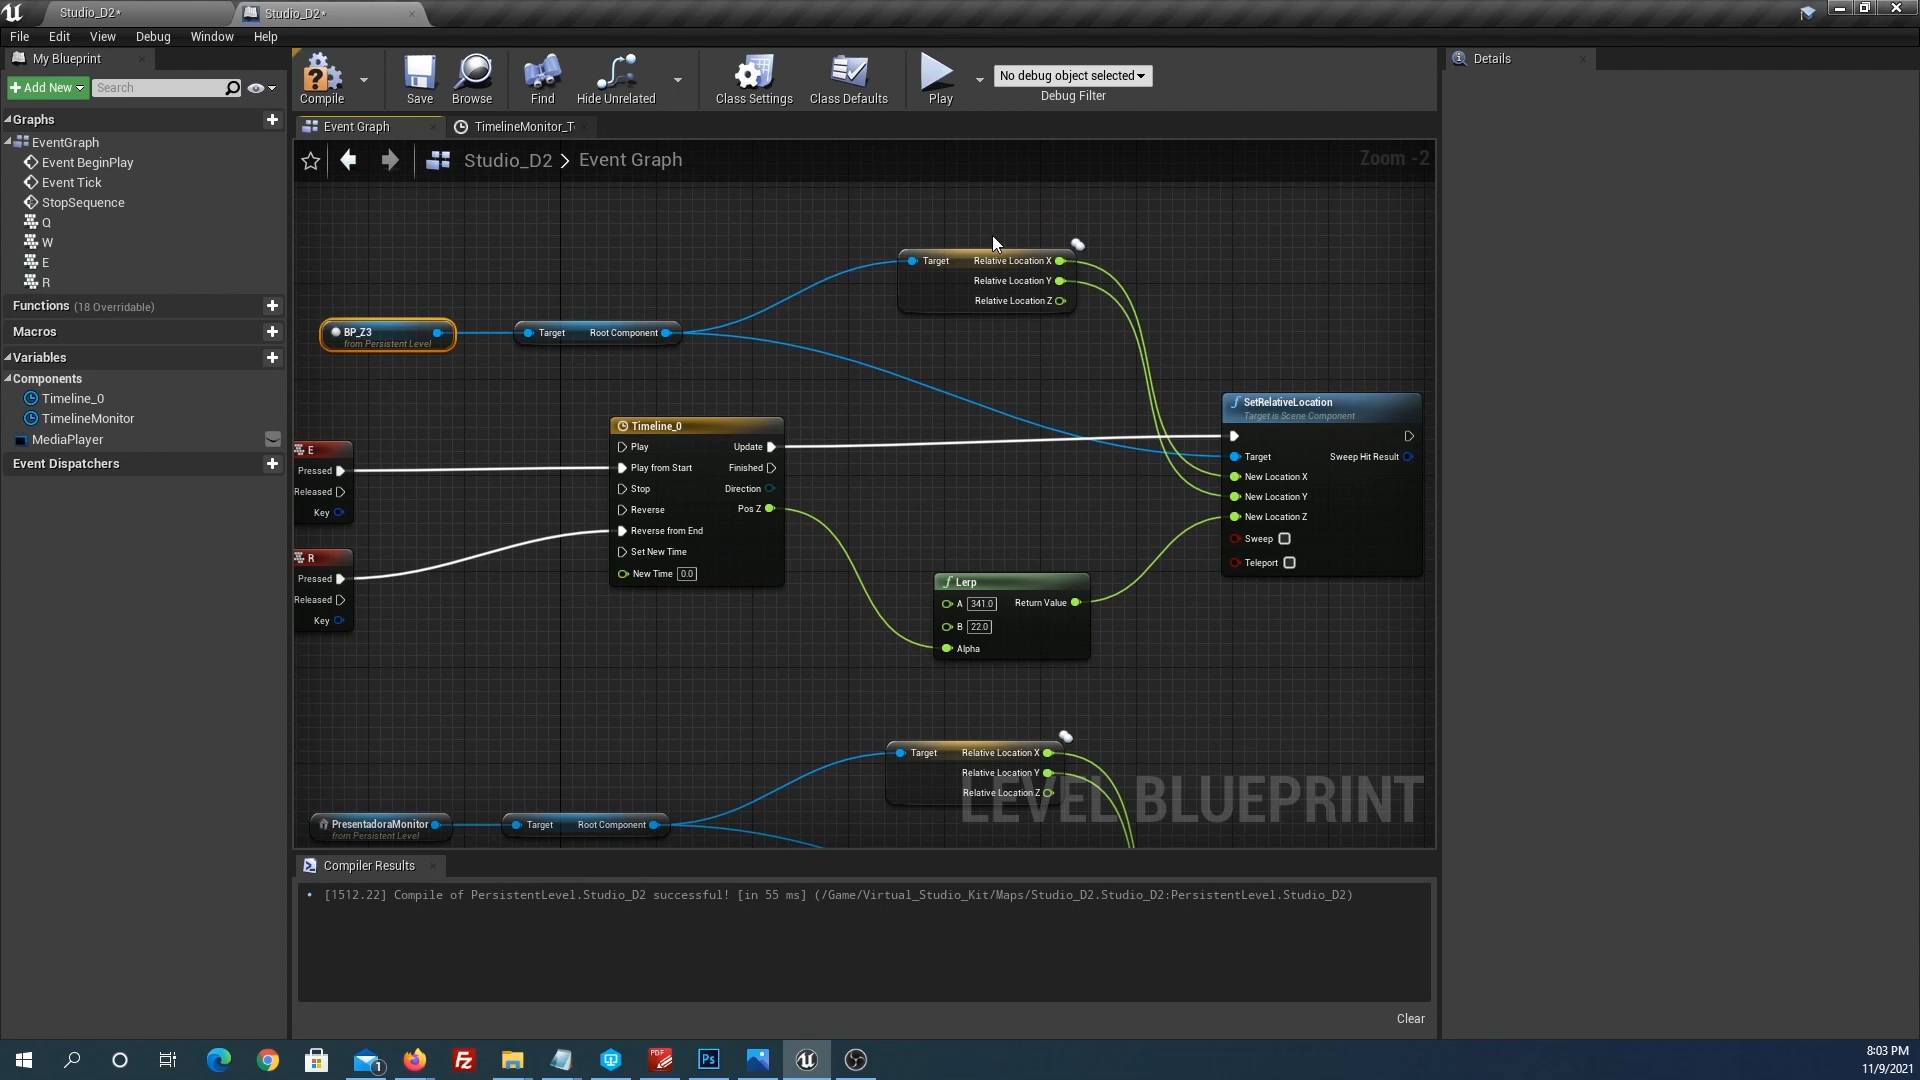 Studio_D2*
Studio_D2*
File Edit View Debug Window Help
My Blueprint
Add New
Search
Graphs
EventGraph
Event BeginPlay
Event Tick
StopSequence
Q
W
E
R
Functions (18 Overridable)
Macros
Variables
Components
Timeline_0
TimelineMonitor
MediaPlayer
Event Dispatchers
Compile
Save
Browse
Find
Hide Unrelated
Class Settings
Class Defaults
Play
No debug object selected
Debug Filter
Event Graph
TimelineMonitor_T
Studio_D2 > Event Graph
Zoom -2
Target Relative Location X
Relative Location Y
Relative Location Z
BP_Z3
from Persistent Level
Target Root Component
E
Pressed
Released
Key
R
Pressed
Released
Key
Timeline_0
Play Update
Play from Start Finished
Stop Direction
Reverse Pos Z
Reverse from End
Set New Time
New Time 0.0
SetRelativeLocation
Target is Scene Component
Target Sweep Hit Result
New Location X
New Location Y
New Location Z
Sweep
Teleport
Lerp
A 341.0 Return Value
B 22.0
Alpha
Target Relative Location X
Relative Location Y
Relative Location Z
PresentadoraMonitor
from Persistent Level
Target Root Component
LEVEL BLUEPRINT
Compiler Results
• [1512.22] Compile of PersistentLevel.Studio_D2 successful! [in 55 ms] (/Game/Virtual_Studio_Kit/Maps/Studio_D2.Studio_D2:PersistentLevel.Studio_D2)
Clear
Details
1
Fz
PDF
Ps
8:03 PM
11/9/2021